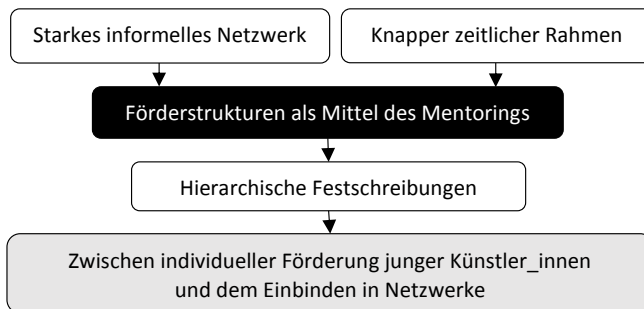 Starkes informelles Netzwerk
Knapper zeitlicher Rahmen
Förderstrukturen als Mittel des Mentorings
Hierarchische Festschreibungen
Zwischen individueller Förderung junger Künstler_innen
und dem Einbinden in Netzwerke